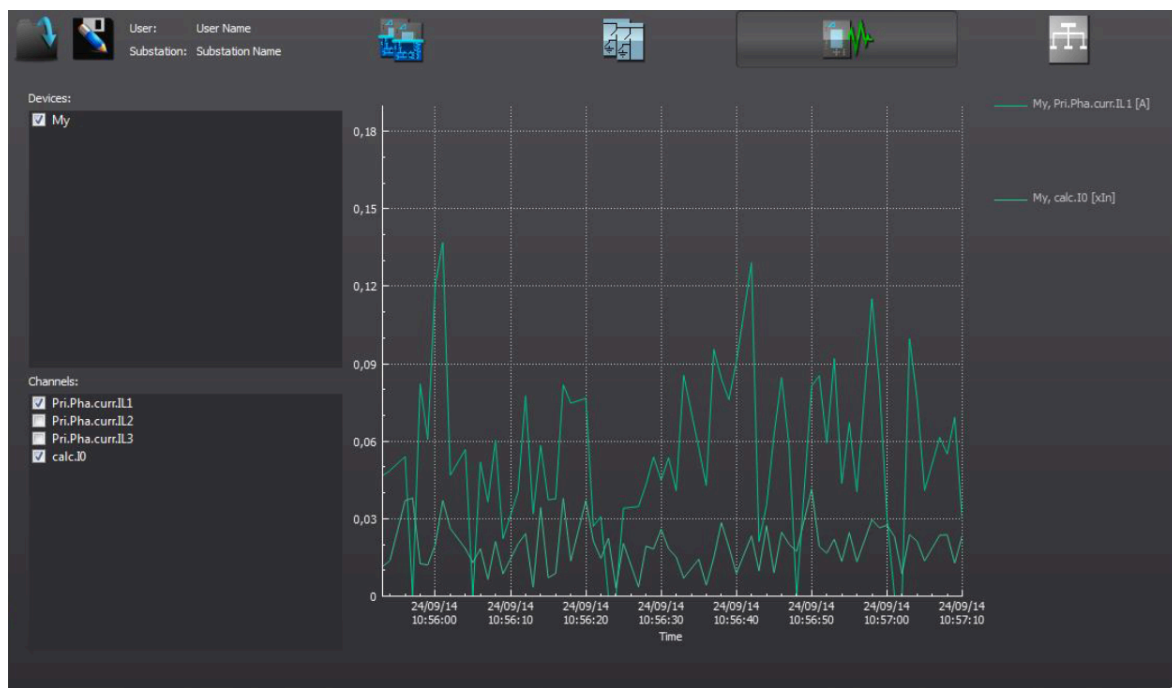 User: User Name
Substation: Substation Name
Devices:
My
Channels:
Pri.Pha.curr.IL1
Pri.Pha.curr.IL2
Pri.Pha.curr.IL3
calc.I0
0,18
0,15
0,12
0,09
0,06
0,03
0
24/09/14 24/09/14 24/09/14 24/09/14 24/09/14 24/09/14 24/09/14 24/09/14
10:56:00 10:56:10 10:56:20 10:56:30 10:56:40 10:56:50 10:57:00 10:57:10
Time
My, Pri.Pha.curr.IL1 [A]
My, calc.I0 [xIn]